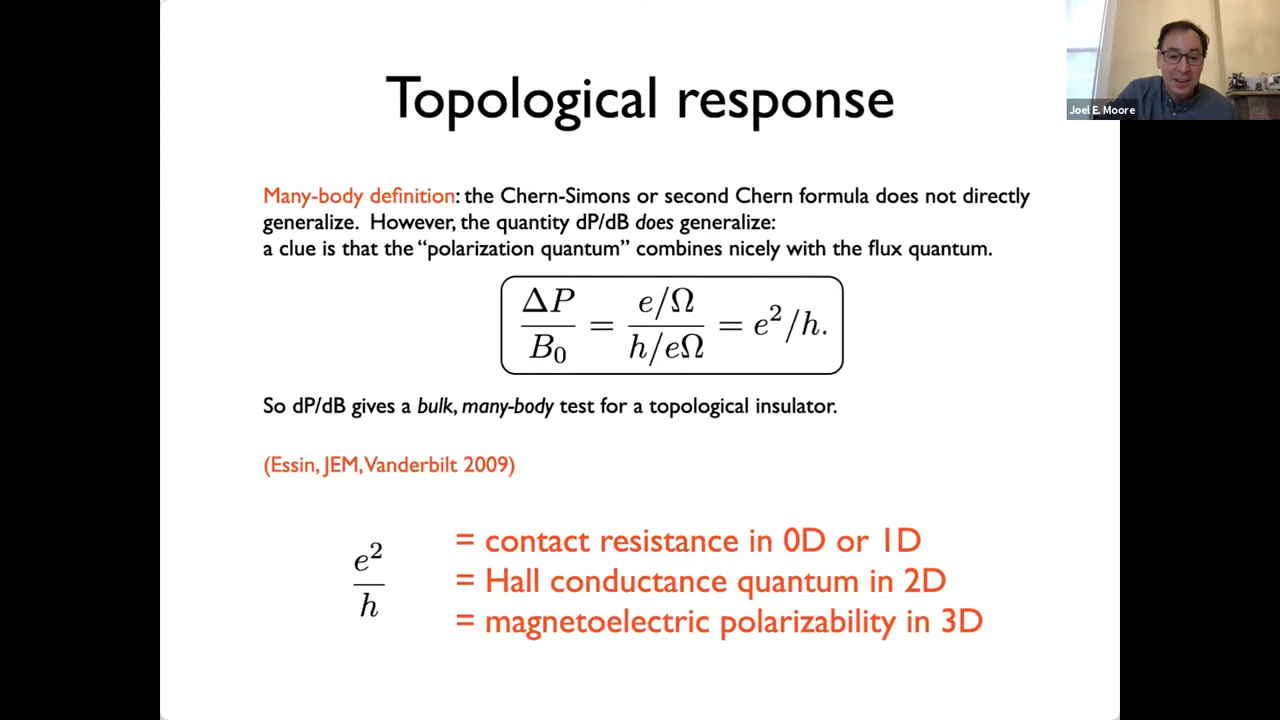 Topological response
Joel E. Moore
Many-body definition: the Chern-Simons or second Chern formula does not directly
generalize. However, the quantity dP/dB does generalize:
a clue is that the “polarization quantum” combines nicely with the flux quantum.
ΔP/B₀ = (e/Ω)/(h/eΩ) = e²/h.
So dP/dB gives a bulk, many-body test for a topological insulator.
(Essin, JEM, Vanderbilt 2009)
e²/h
= contact resistance in 0D or 1D
= Hall conductance quantum in 2D
= magnetoelectric polarizability in 3D